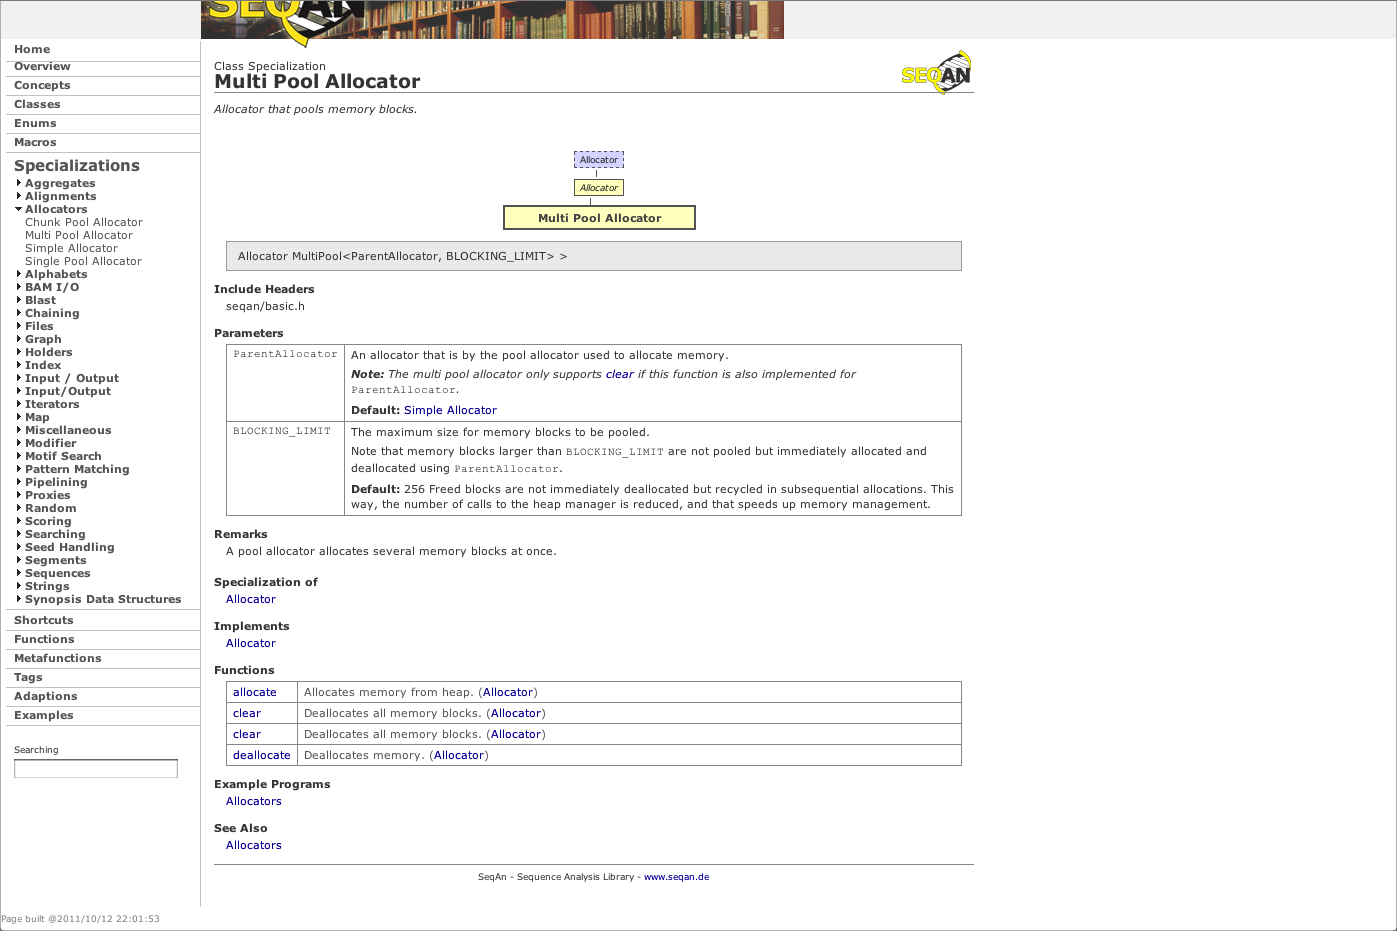 SEQAN
Home
Overview
Concepts
Classes
Enums
Macros
Specializations
Aggregates
Alignments
Allocators
Chunk Pool Allocator
Multi Pool Allocator
Simple Allocator
Single Pool Allocator
Alphabets
BAM I/O
Blast
Chaining
Files
Graph
Holders
Index
Input / Output
Input/Output
Iterators
Map
Miscellaneous
Modifier
Motif Search
Pattern Matching
Pipelining
Proxies
Random
Scoring
Searching
Seed Handling
Segments
Sequences
Strings
Synopsis Data Structures
Shortcuts
Functions
Metafunctions
Tags
Adaptions
Examples
Searching
Class Specialization
Multi Pool Allocator
SEQAN
Allocator that pools memory blocks.
Allocator
Allocator
Multi Pool Allocator
Allocator MultiPool<ParentAllocator, BLOCKING_LIMIT> >
Include Headers
seqan/basic.h
Parameters
ParentAllocator An allocator that is by the pool allocator used to allocate memory.
Note: The multi pool allocator only supports clear if this function is also implemented for
ParentAllocator.
Default: Simple Allocator
BLOCKING_LIMIT The maximum size for memory blocks to be pooled.
Note that memory blocks larger than BLOCKING_LIMIT are not pooled but immediately allocated and
deallocated using ParentAllocator.
Default: 256 Freed blocks are not immediately deallocated but recycled in subsequential allocations. This
way, the number of calls to the heap manager is reduced, and that speeds up memory management.
Remarks
A pool allocator allocates several memory blocks at once.
Specialization of
Allocator
Implements
Allocator
Functions
allocate Allocates memory from heap. (Allocator)
clear Deallocates all memory blocks. (Allocator)
clear Deallocates all memory blocks. (Allocator)
deallocate Deallocates memory. (Allocator)
Example Programs
Allocators
See Also
Allocators
SeqAn - Sequence Analysis Library - www.seqan.de
Page built @2011/10/12 22:01:53